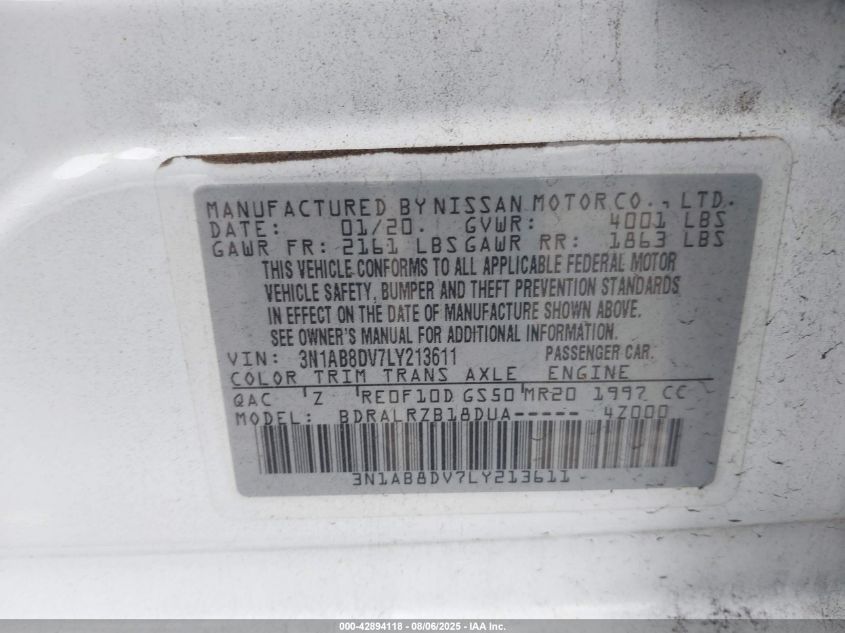 MANUFACTURED BY NISSAN MOTOR CO., LTD.
DATE: 01/20. GVWR: 4001 LBS
GAWR FR: 2161 LBS GAWR RR: 1863 LBS
THIS VEHICLE CONFORMS TO ALL APPLICABLE FEDERAL MOTOR
VEHICLE SAFETY, BUMPER AND THEFT PREVENTION STANDARDS
IN EFFECT ON THE DATE OF MANUFACTURE SHOWN ABOVE.
SEE OWNER'S MANUAL FOR ADDITIONAL INFORMATION.
VIN: 3N1AB8DV7LY213611 PASSENGER CAR.
COLOR TRIM TRANS AXLE ENGINE
QAC Z RE0F10D GS50 MR20 1997 CC
MODEL: BDRALRZB18DUA----- 4Z000
3N1AB8DV7LY213611
000-42894118 - 08/06/2025 - IAA Inc.